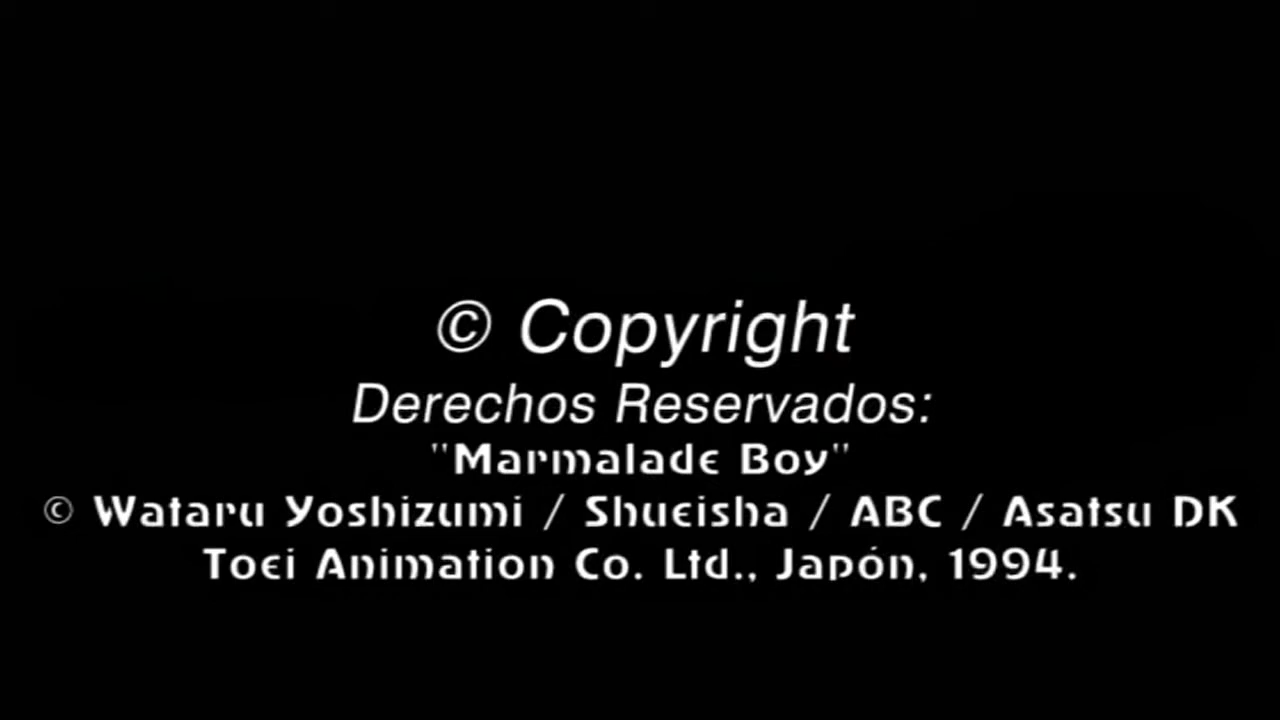 © Copyright
Derechos Reservados:
"Marmalade Boy"
© Wataru Yoshizumi / Shueisha / ABC / Asatsu DK
Toei Animation Co. Ltd., Japón, 1994.